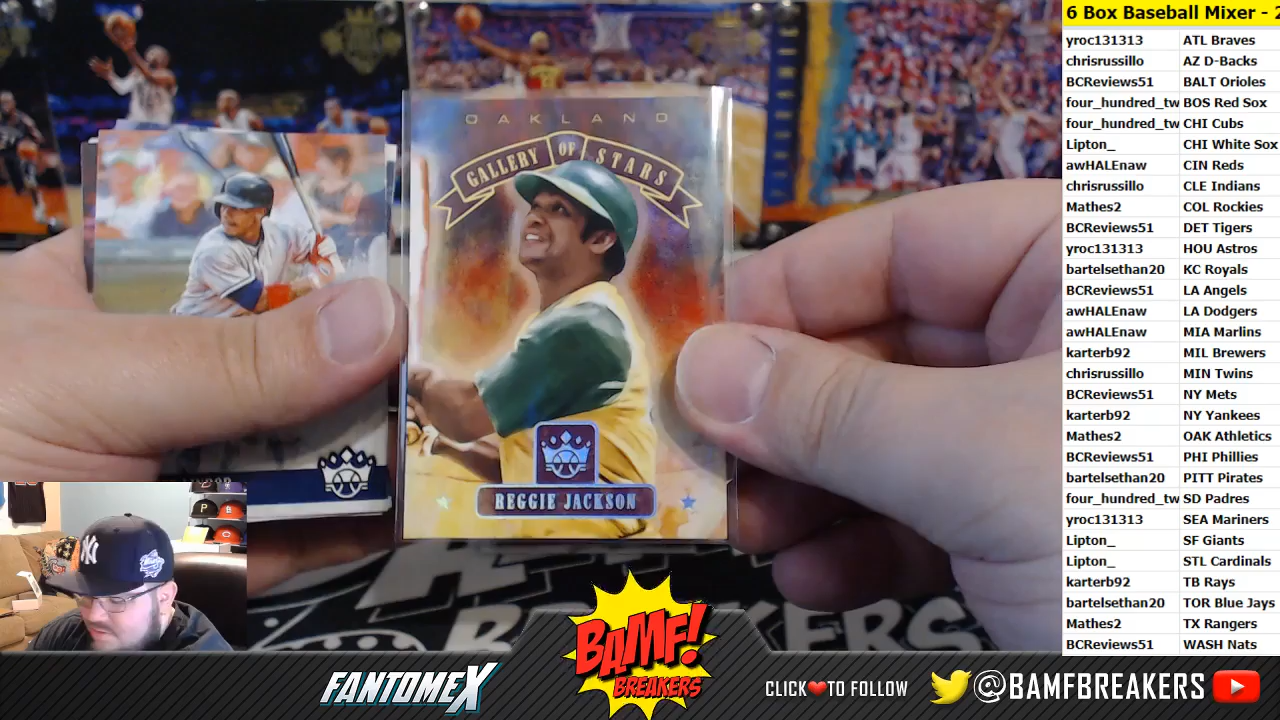 OAKLAND
GALLERY OF STARS
REGGIE JACKSON
NY
P
6 Box Baseball Mixer -
yroc131313 ATL Braves
chrisrussillo AZ D-Backs
BCReviews51 BALT Orioles
four_hundred_tw BOS Red Sox
four_hundred_tw CHI Cubs
Lipton_ CHI White Sox
awHALEnaw CIN Reds
chrisrussillo CLE Indians
Mathes2 COL Rockies
BCReviews51 DET Tigers
yroc131313 HOU Astros
bartelsethan20 KC Royals
BCReviews51 LA Angels
awHALEnaw LA Dodgers
awHALEnaw MIA Marlins
karterb92 MIL Brewers
chrisrussillo MIN Twins
BCReviews51 NY Mets
karterb92 NY Yankees
Mathes2 OAK Athletics
BCReviews51 PHI Phillies
bartelsethan20 PITT Pirates
four_hundred_tw SD Padres
yroc131313 SEA Mariners
Lipton_ SF Giants
Lipton_ STL Cardinals
karterb92 TB Rays
bartelsethan20 TOR Blue Jays
Mathes2 TX Rangers
BCReviews51 WASH Nats
FANTOMEX
BAMF!
BREAKERS
CLICK TO FOLLOW
@BAMFBREAKERS